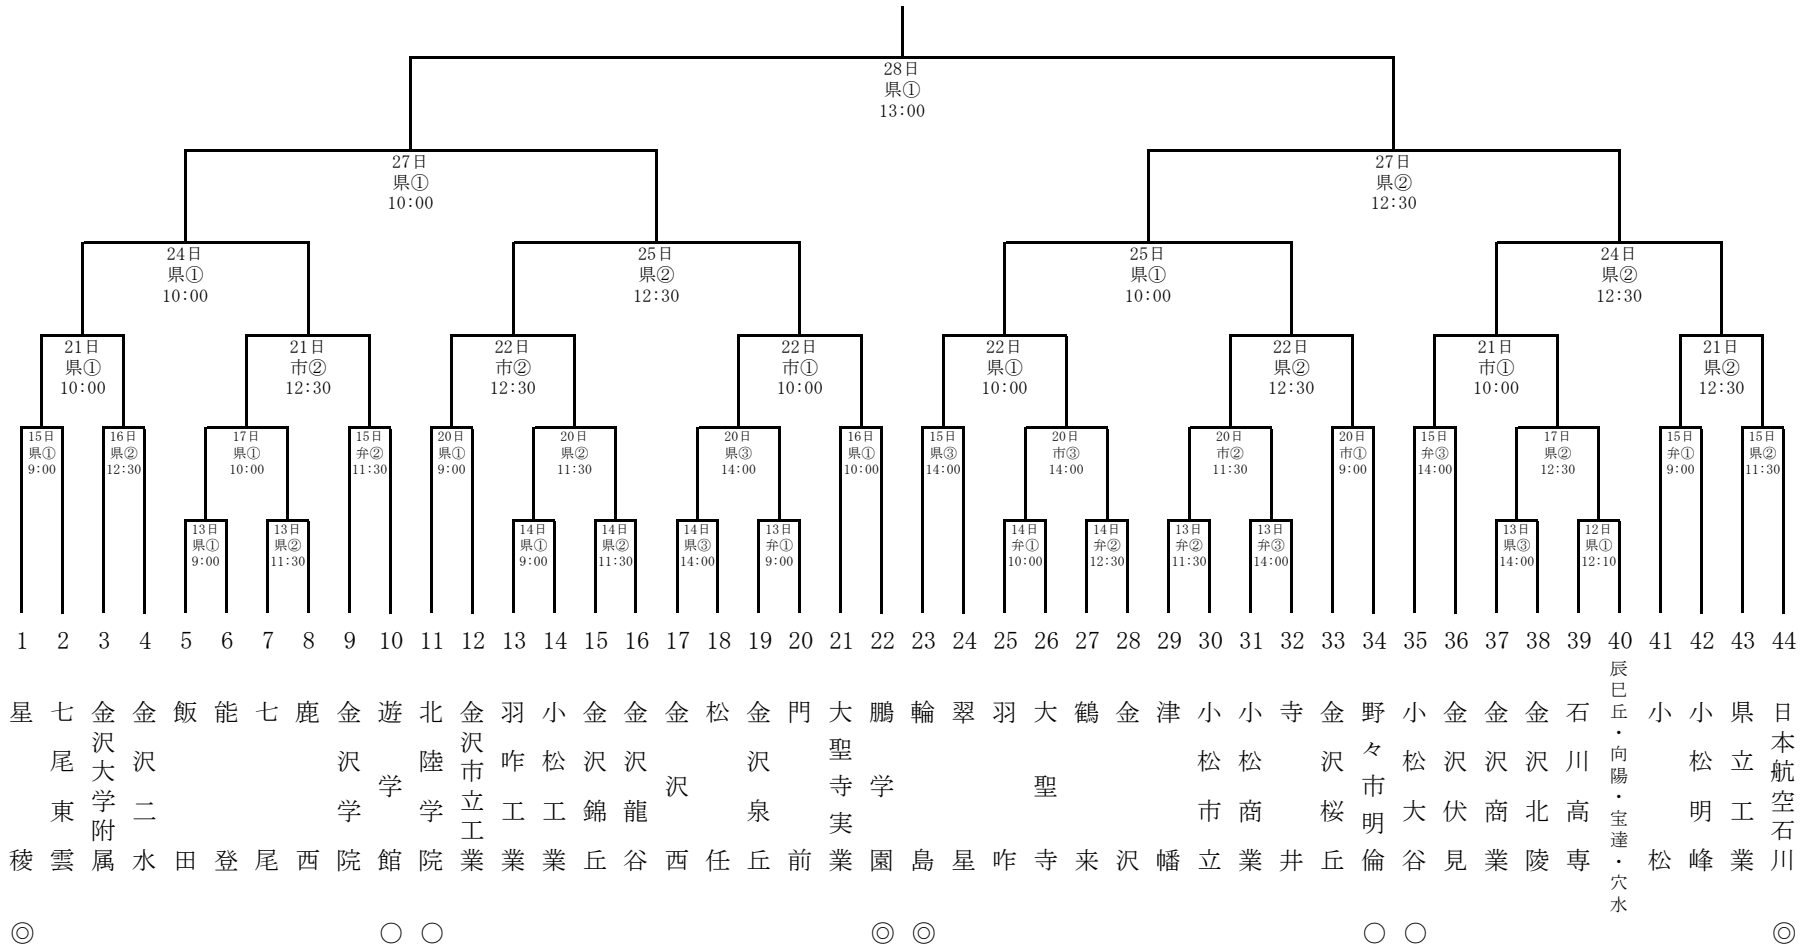 28日
県①
13:00
27日
県①
10:00
27日
県②
12:30
24日
県①
10:00
25日
県②
12:30
25日
県①
10:00
24日
県②
12:30
21日
県①
10:00
21日
市②
12:30
22日
市②
12:30
22日
市①
10:00
22日
県①
10:00
22日
県②
12:30
21日
市①
10:00
21日
県②
12:30
15日
県①
9:00
16日
県②
12:30
17日
県①
10:00
15日
弁②
11:30
20日
県①
9:00
20日
県②
11:30
20日
県③
14:00
16日
県①
10:00
15日
県③
14:00
20日
市③
14:00
20日
市②
11:30
20日
市①
9:00
15日
弁③
14:00
17日
県②
12:30
15日
弁①
9:00
15日
県②
11:30
13日
県①
9:00
13日
県②
11:30
14日
県①
9:00
14日
県②
11:30
14日
県③
14:00
13日
弁①
9:00
14日
弁①
10:00
14日
弁②
12:30
13日
弁②
11:30
13日
弁③
14:00
13日
県③
14:00
12日
県①
12:10
1 2 3 4 5 6 7 8 9 10 11 12 13 14 15 16 17 18 19 20 21 22 23 24 25 26 27 28 29 30 31 32 33 34 35 36 37 38 39 40 41 42 43 44
星稜
七尾東雲
金沢大学附属
金沢二水
飯田
能登
七尾
鹿西
金沢学院
遊学館
北陸学院
金沢市立工業
羽咋工業
小松工業
金沢錦丘
金沢龍谷
金沢西
松任
金沢泉丘
門前
大聖寺実業
鵬学園
輪島
翠星
羽咋
大聖寺
鶴来
金沢
津幡
小松市立
小松商業
寺井
金沢桜丘
野々市明倫
小松大谷
金沢伏見
金沢商業
金沢北陵
石川高専
辰巳丘・向陽・宝達・穴水
小松
小松明峰
県立工業
日本航空石川
◎ ○ ○ ◎ ◎ ○ ○ ◎